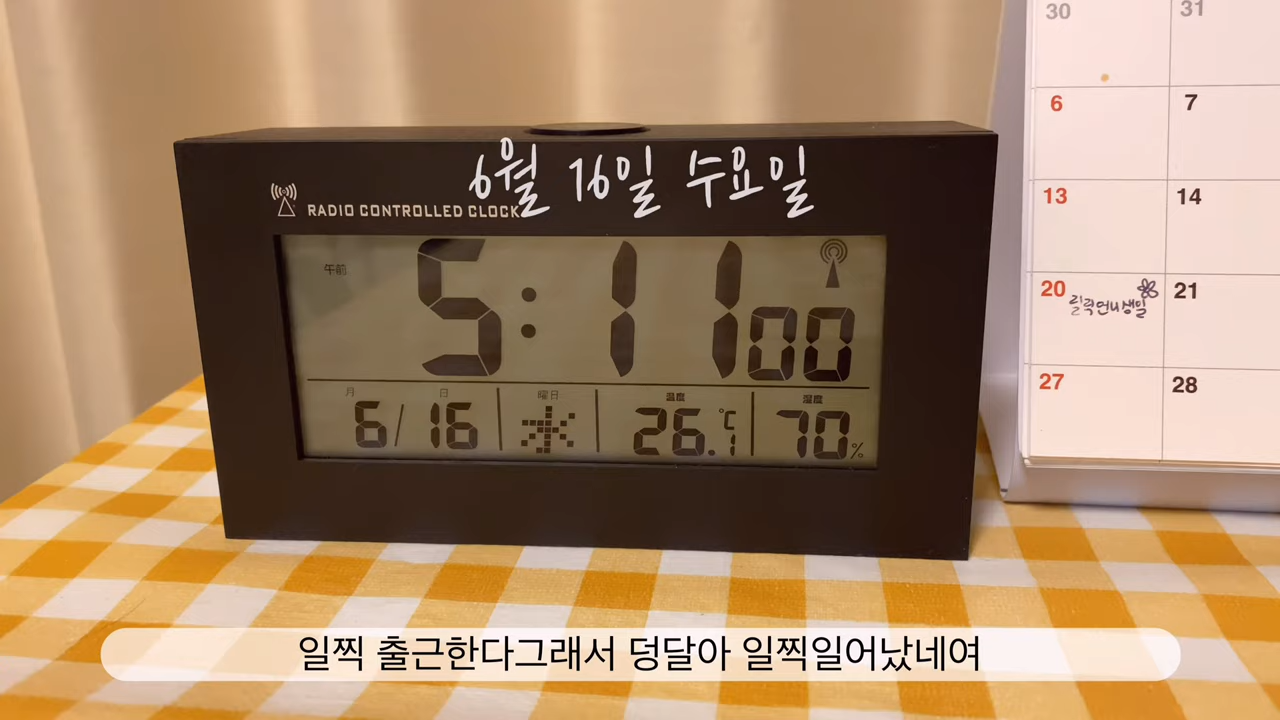 30 31
6 7
13 14
20 릴락언니생일 21
27 28
6월 16일 수요일
RADIO CONTROLLED CLOCK
午前
5:11 00
月 日 曜日 温度 湿度
6/16 水 26.1 ℃ 70 %
일찍 출근한다그래서 덩달아 일찍일어났네여